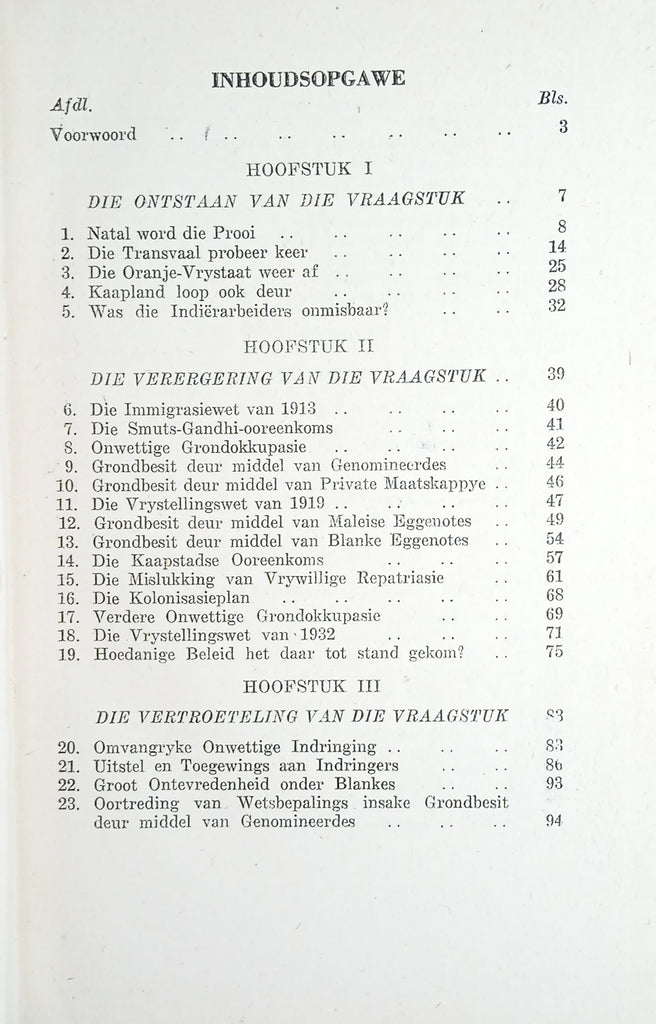 INHOUDSOPGAWE
Afdl. Bls.
Voorwoord .. .. .. .. .. .. .. 3
HOOFSTUK I
DIE ONTSTAAN VAN DIE VRAAGSTUK .. 7
1. Natal word die Prooi .. .. .. .. .. 8
2. Die Transvaal probeer keer .. .. .. .. 14
3. Die Oranje-Vrystaat weer af .. .. .. .. 25
4. Kaapland loop ook deur .. .. .. .. 28
5. Was die Indiërarbeiders onmisbaar? .. .. 32
HOOFSTUK II
DIE VERERGERING VAN DIE VRAAGSTUK .. 39
6. Die Immigrasiewet van 1913 .. .. .. .. 40
7. Die Smuts-Gandhi-ooreenkoms .. .. .. 41
8. Onwettige Grondokkupasie .. .. .. .. 42
9. Grondbesit deur middel van Genomineerdes .. 44
10. Grondbesit deur middel van Private Maatskappye .. 46
11. Die Vrystellingswet van 1919 .. .. .. .. 47
12. Grondbesit deur middel van Maleise Eggenotes .. 49
13. Grondbesit deur middel van Blanke Eggenotes .. 54
14. Die Kaapstadse Ooreenkoms .. .. .. 57
15. Die Mislukking van Vrywillige Repatriasie .. 61
16. Die Kolonisasieplan .. .. .. .. .. 68
17. Verdere Onwettige Grondokkupasie .. .. 69
18. Die Vrystellingswet van 1932 .. .. .. 71
19. Hoedanige Beleid het daar tot stand gekom? .. 75
HOOFSTUK III
DIE VERTROETELING VAN DIE VRAAGSTUK 83
20. Omvangryke Onwettige Indringing .. .. .. 83
21. Uitstel en Toegewings aan Indringers .. .. 86
22. Groot Ontevredenheid onder Blankes .. .. 93
23. Oortreding van Wetsbepalings insake Grondbesit
deur middel van Genomineerdes .. .. .. 94